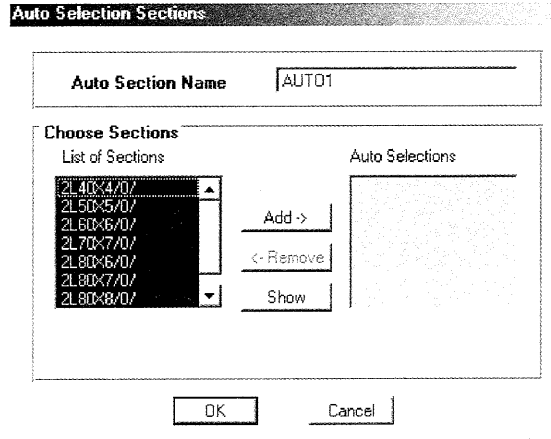 Auto Selection Sections
Auto Section Name AUTO1
Choose Sections
List of Sections Auto Selections
2L40X4/0/
2L50X5/0/
2L60X6/0/
2L70X7/0/
2L80X6/0/
2L80X7/0/
2L80X8/0/
Add ->
<- Remove
Show
OK Cancel